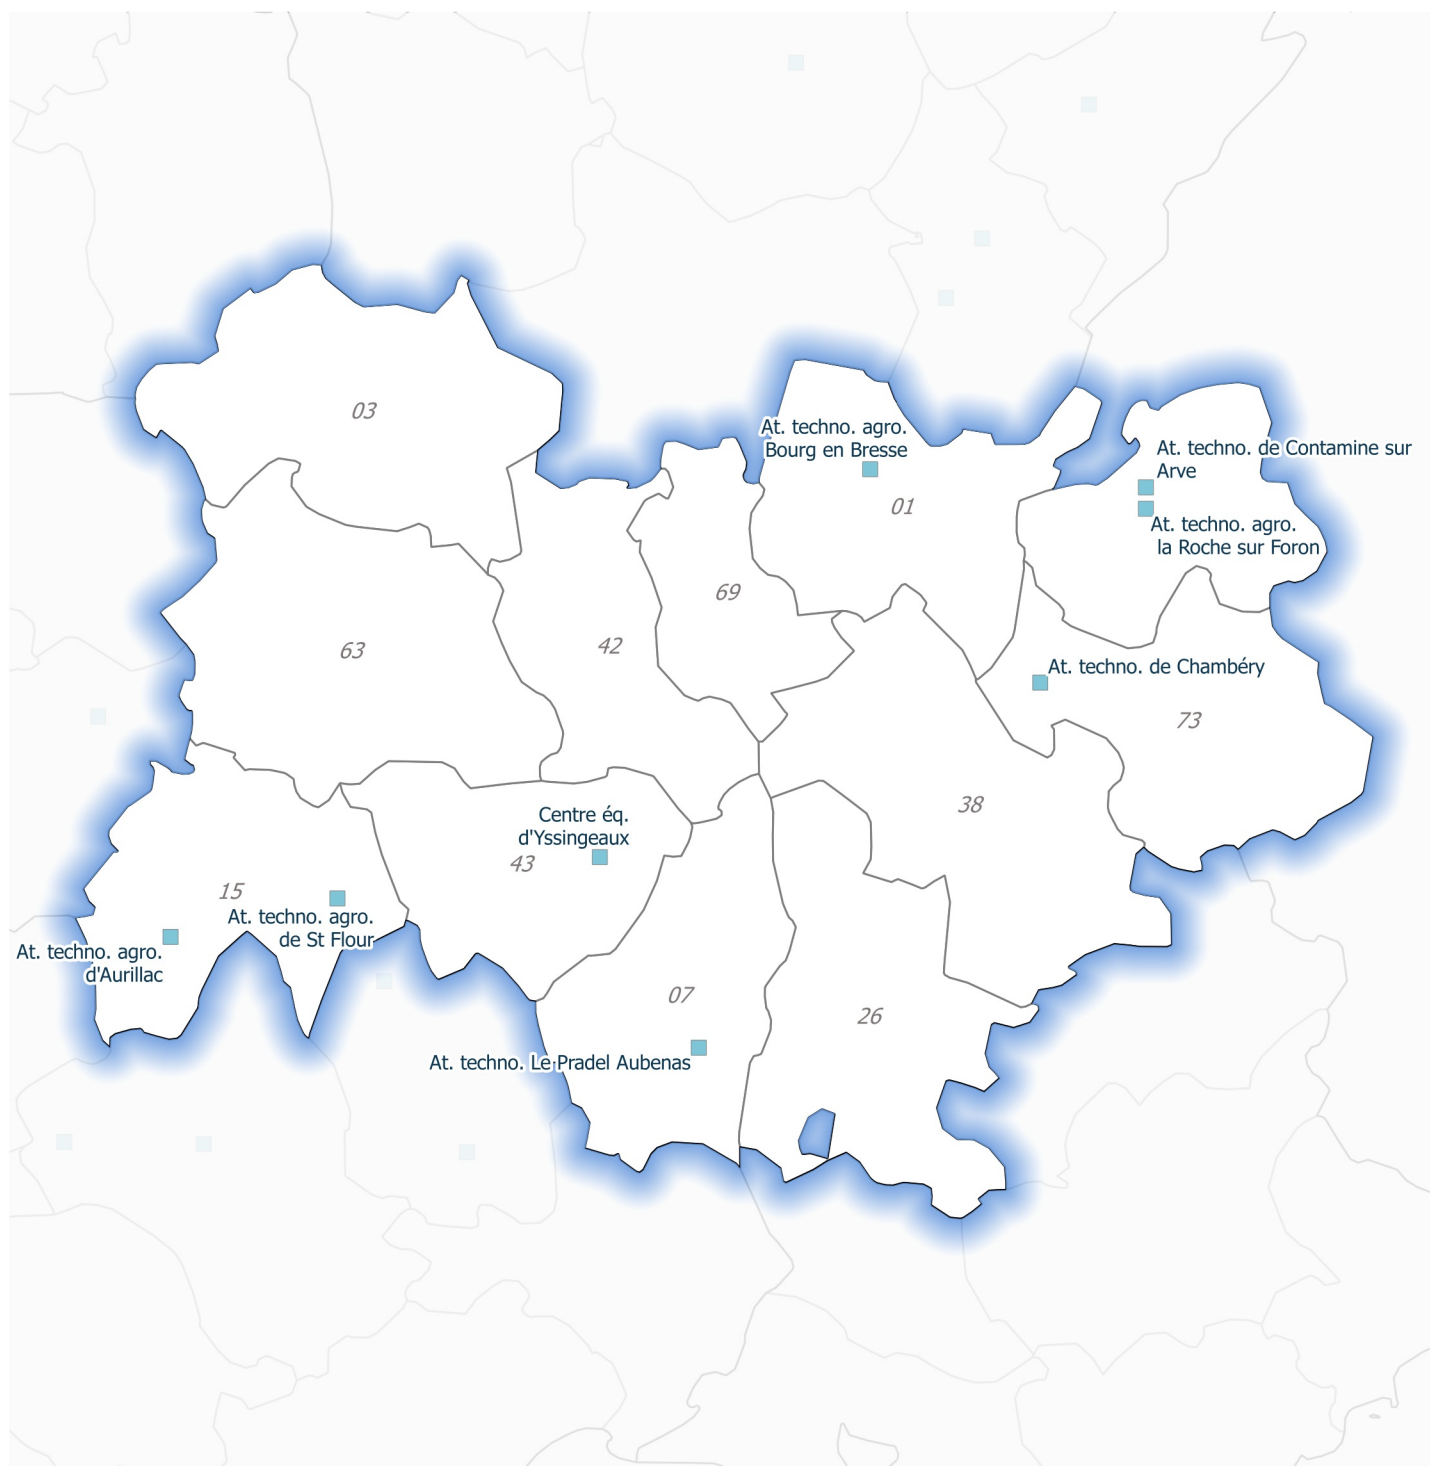 03
At. techno. agro.
Bourg en Bresse
At. techno. de Contamine sur
Arve
01
At. techno. agro.
la Roche sur Foron
69
63
42
At. techno. de Chambéry
73
38
Centre éq.
d'Yssingeaux
43
15
At. techno. agro.
de St Flour
At. techno. agro.
d'Aurillac
07
26
At. techno. Le Pradel Aubenas